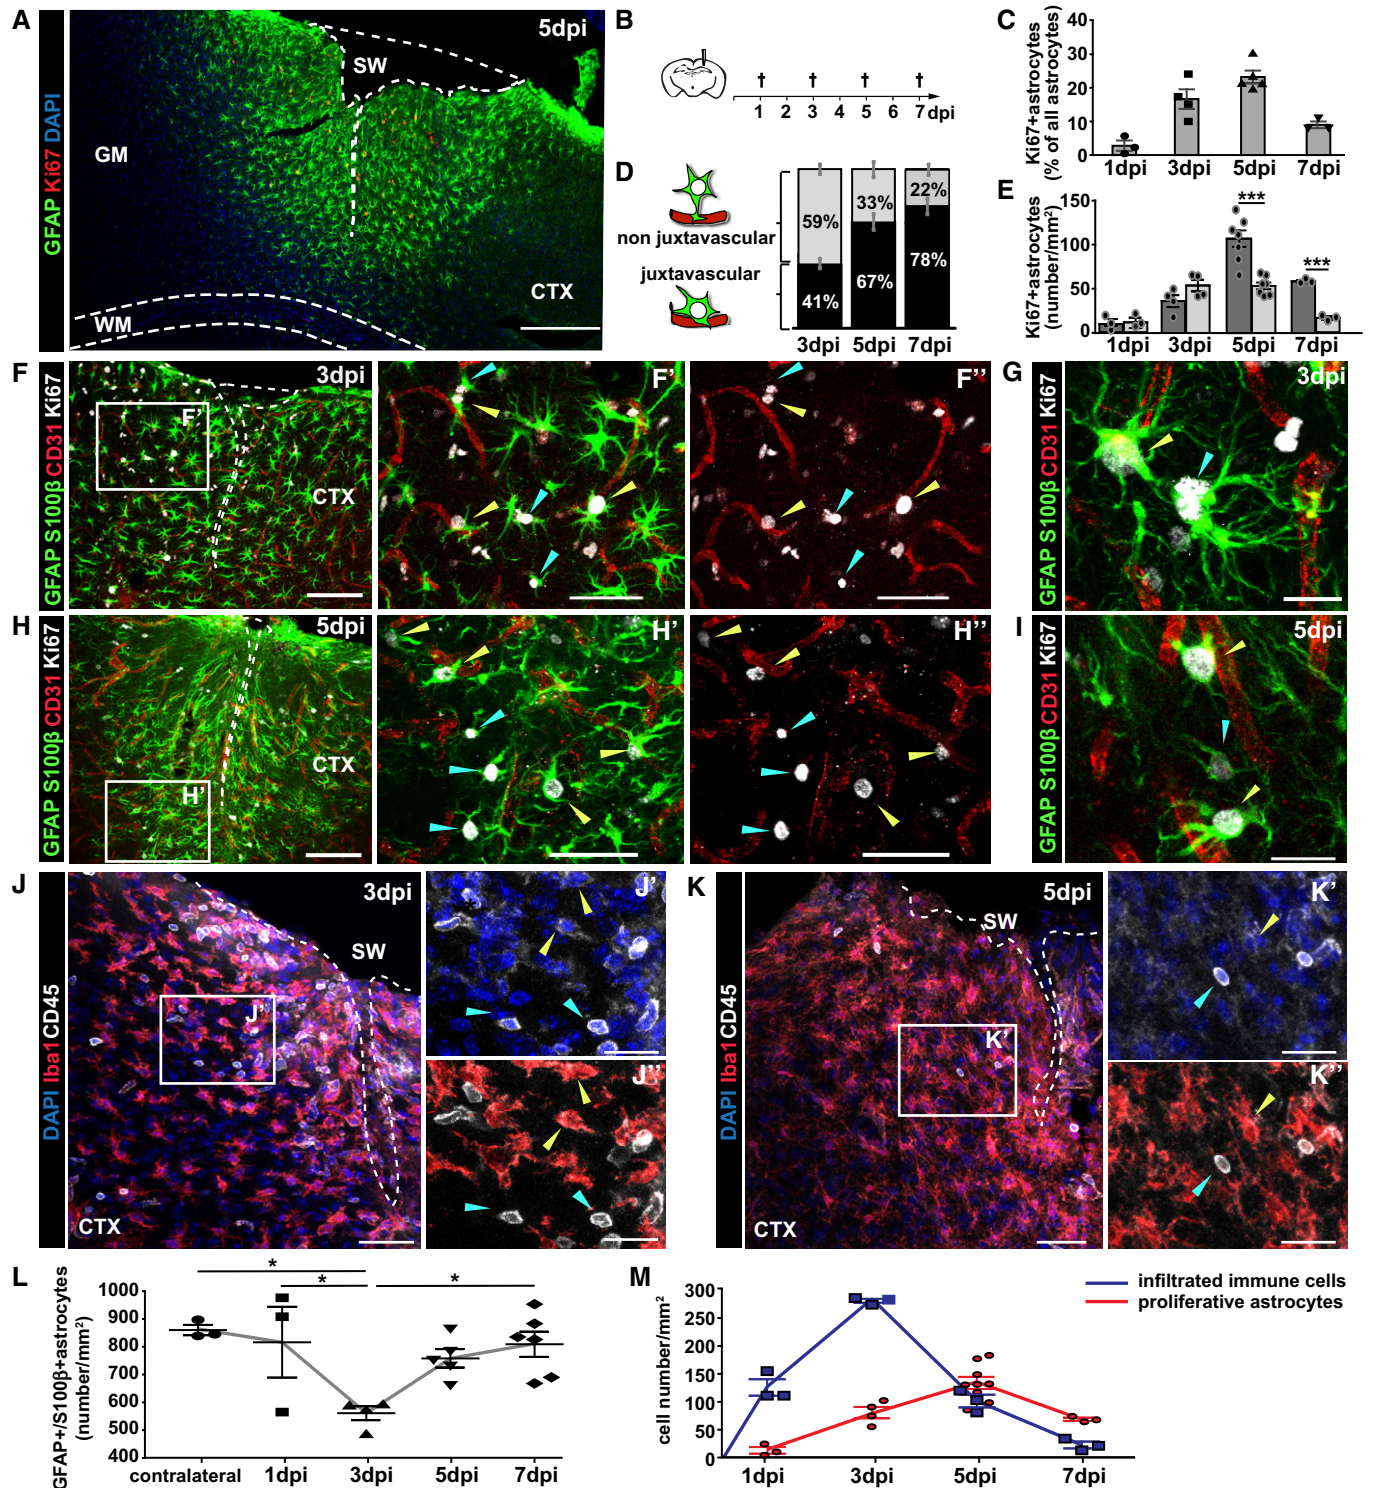 A
GFAP Ki67 DAPI
5dpi
SW
GM
WM
CTX
B
†
†
†
†
1 2 3 4 5 6 7 dpi
C
Ki67+astrocytes
(% of all astrocytes)
40
30
20
10
0
1dpi 3dpi 5dpi 7dpi
D
non juxtavascular
juxtavascular
59%
41%
33%
67%
22%
78%
3dpi 5dpi 7dpi
E
Ki67+astrocytes
(number/mm²)
150
100
50
0
***
***
1dpi 3dpi 5dpi 7dpi
F
GFAP S100β CD31 Ki67
3dpi
F'
CTX
F'
F''
G
GFAP S100β CD31 Ki67
3dpi
H
GFAP S100β CD31 Ki67
5dpi
CTX
H'
H'
H''
I
GFAP S100β CD31 Ki67
5dpi
J
DAPI Iba1 CD45
3dpi
SW
J'
CTX
J'
J''
K
DAPI Iba1 CD45
5dpi
SW
K'
CTX
K'
K''
L
GFAP+/S100β+astrocytes
(number/mm²)
1000
900
800
700
600
500
400
*
*
*
contralateral 1dpi 3dpi 5dpi 7dpi
M
cell number/mm²
300
250
200
150
100
50
0
infiltrated immune cells
proliferative astrocytes
1dpi 3dpi 5dpi 7dpi